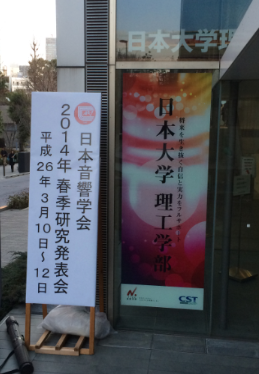 日本大学理
日本音響学会
2014年 春季研究発表会
平成26年3月10日〜12日
日本大学 理工学部
CST